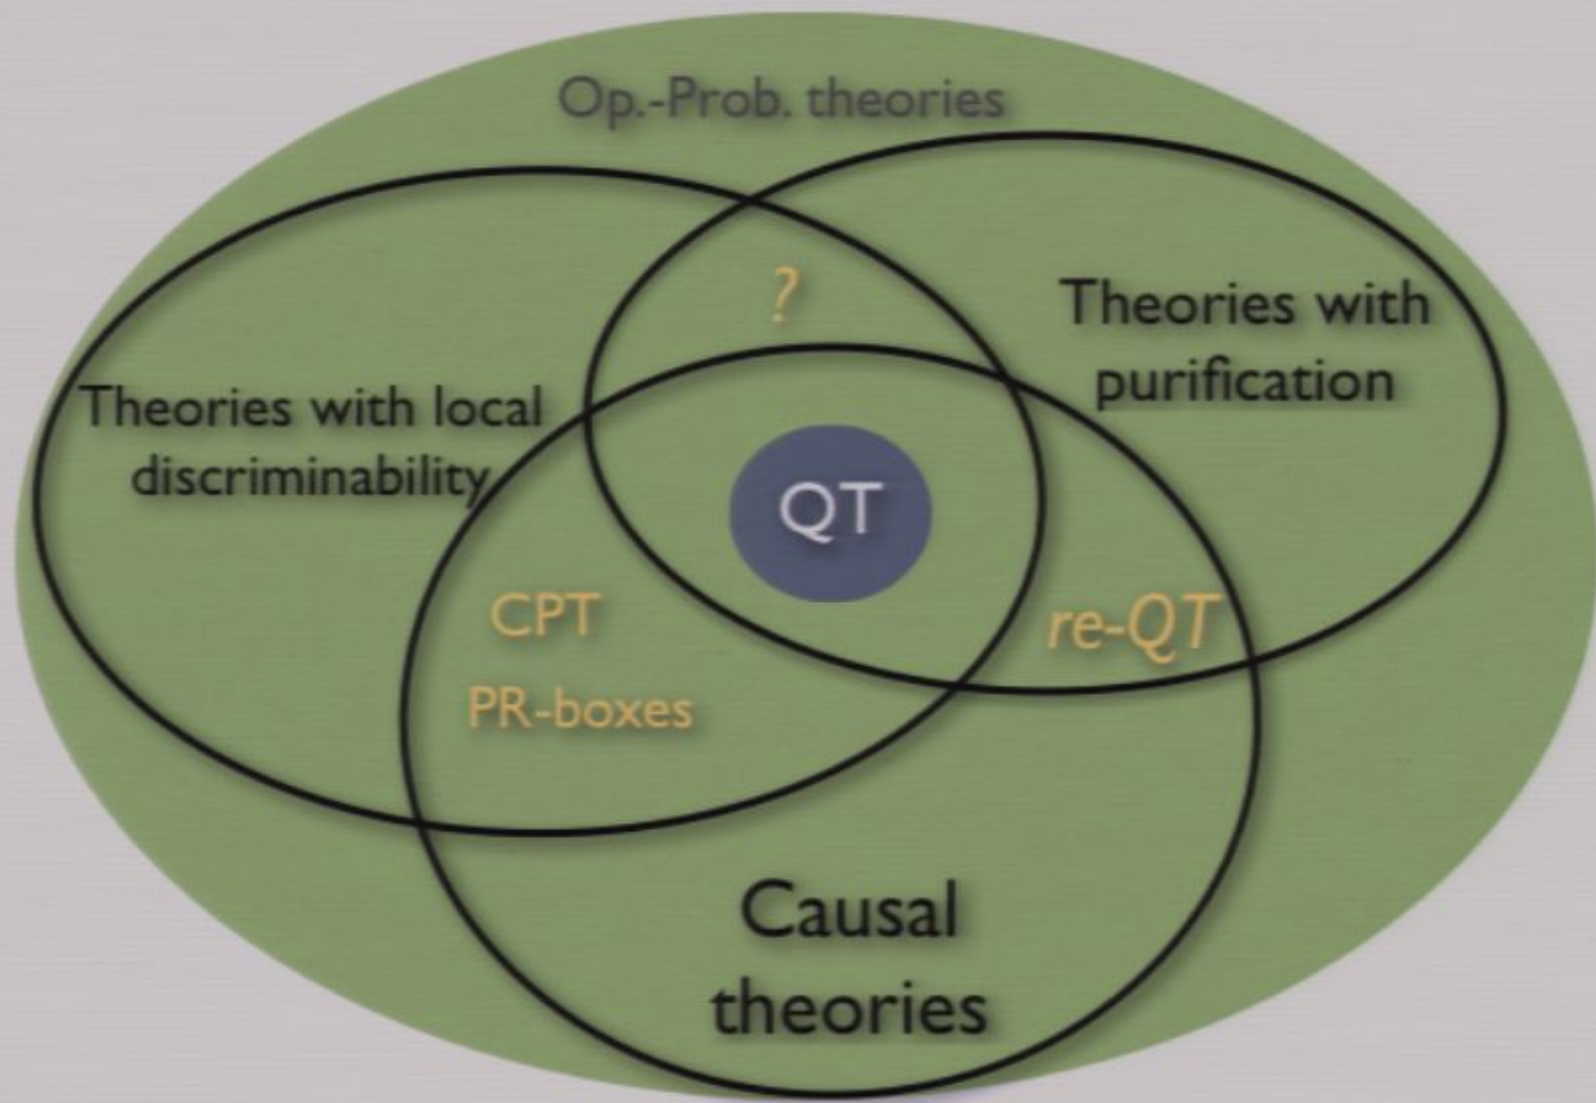 Op.-Prob. theories
?
Theories with
purification
Theories with local
discriminability
QT
CPT
re-QT
PR-boxes
Causal
theories